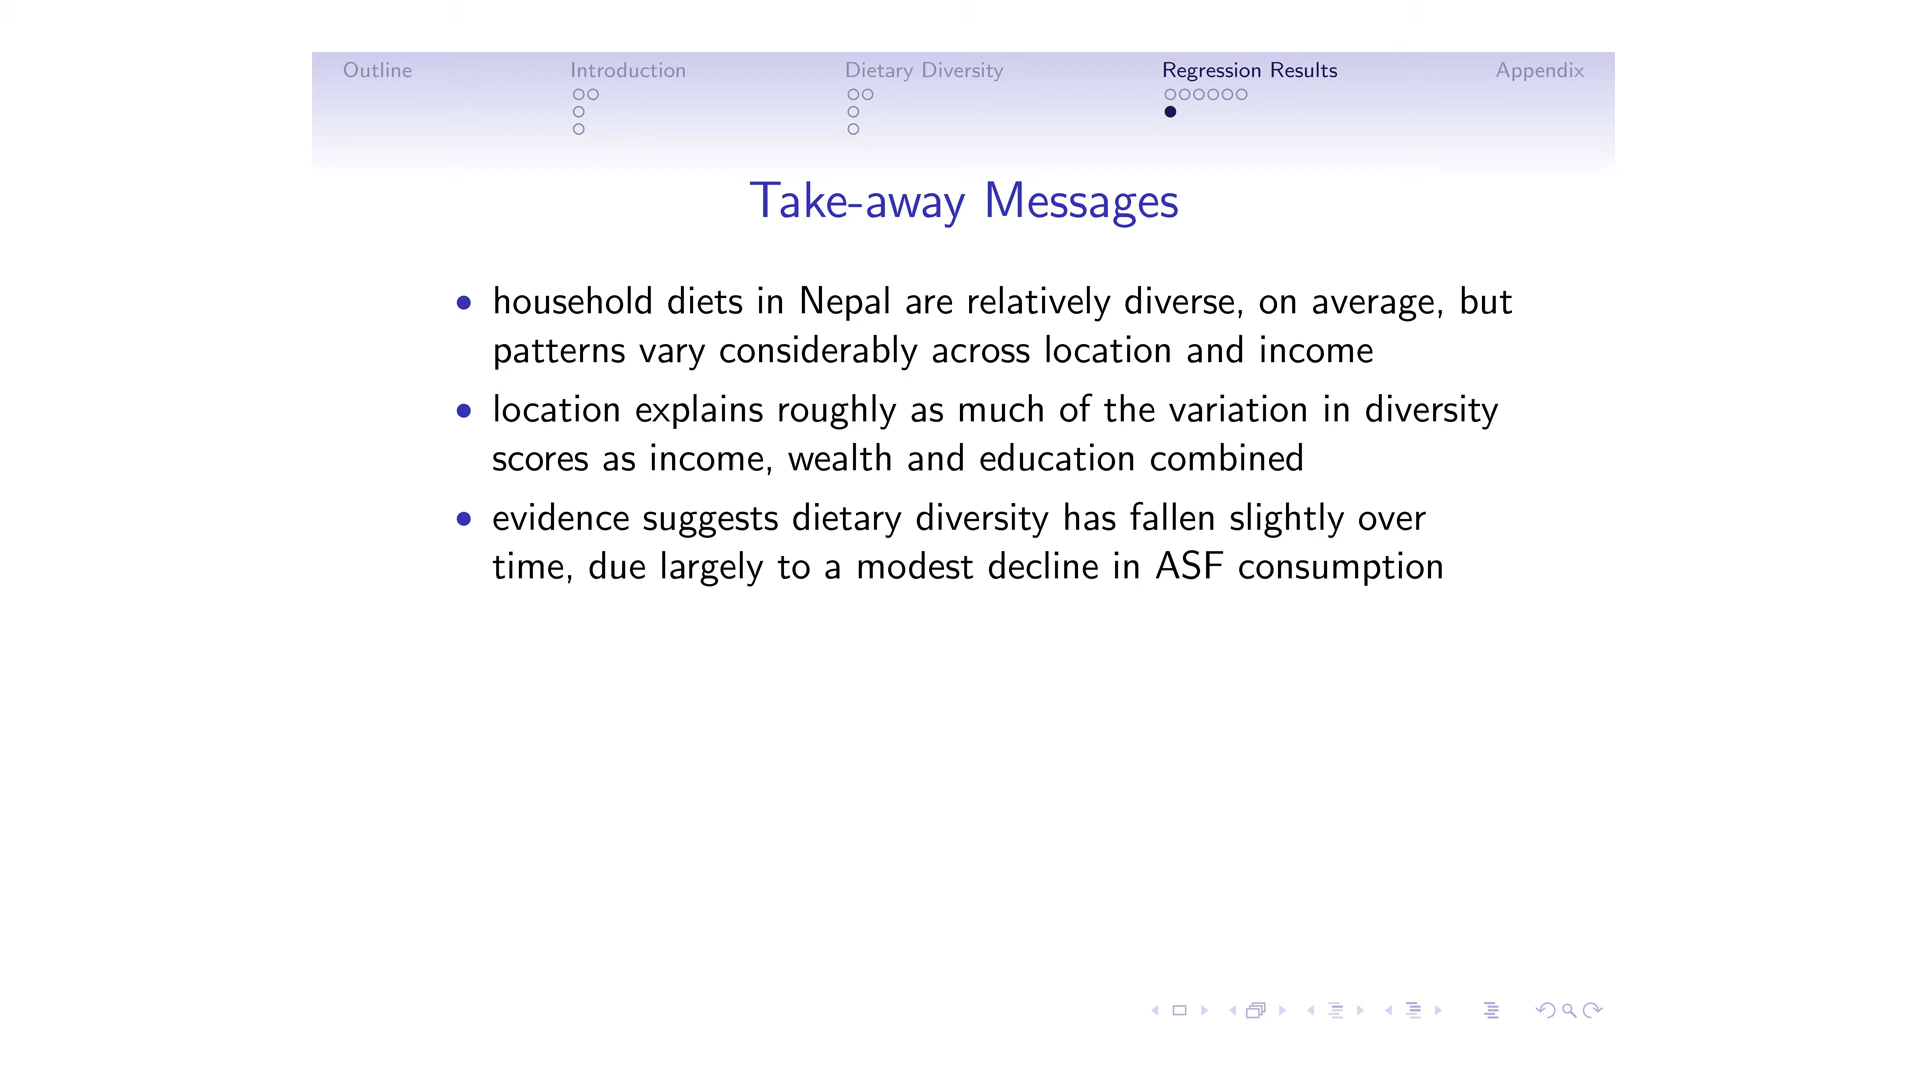 Outline Introduction Dietary Diversity Regression Results Appendix
Take-away Messages
• household diets in Nepal are relatively diverse, on average, but
patterns vary considerably across location and income
• location explains roughly as much of the variation in diversity
scores as income, wealth and education combined
• evidence suggests dietary diversity has fallen slightly over
time, due largely to a modest decline in ASF consumption